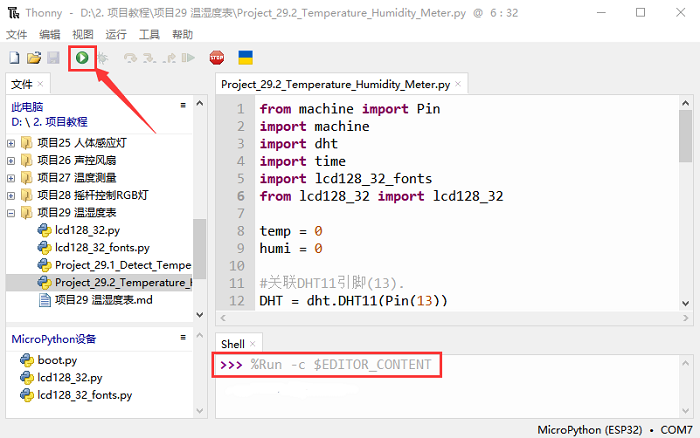 Thonny - D:\2. 项目教程\项目29 温湿度表\Project_29.2_Temperature_Humidity_Meter.py @ 6 : 32
文件 编辑 视图 运行 工具 帮助
STOP
文件
此电脑
D: \ 2. 项目教程
项目25 人体感应灯
项目26 声控风扇
项目27 温度测量
项目28 摇杆控制RGB灯
项目29 温湿度表
lcd128_32.py
lcd128_32_fonts.py
Project_29.1_Detect_Tempe
Project_29.2_Temperature_H
项目29 温湿度表.md
MicroPython设备
boot.py
lcd128_32.py
lcd128_32_fonts.py
Project_29.2_Temperature_Humidity_Meter.py
1 from machine import Pin
2 import machine
3 import dht
4 import time
5 import lcd128_32_fonts
6 from lcd128_32 import lcd128_32
7
8 temp = 0
9 humi = 0
10
11 #关联DHT11引脚(13).
12 DHT = dht.DHT11(Pin(13))
Shell
>>> %Run -c $EDITOR_CONTENT
MicroPython (ESP32) • COM7